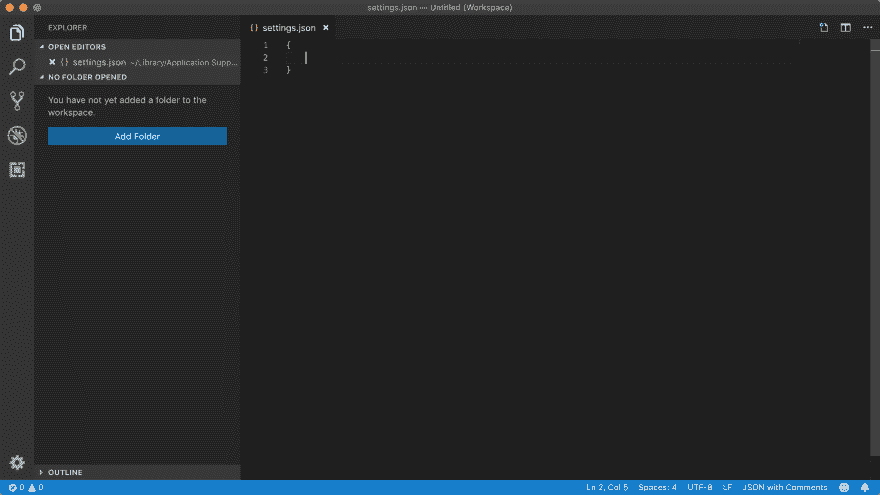 settings.json — Untitled (Workspace)
EXPLORER
OPEN EDITORS
settings.json ~/Library/Application Supp...
NO FOLDER OPENED
You have not yet added a folder to the
workspace.
Add Folder
OUTLINE
{} settings.json
1 {
2
3 }
0 0
Ln 2, Col 5 Spaces: 4 UTF-8 LF JSON with Comments